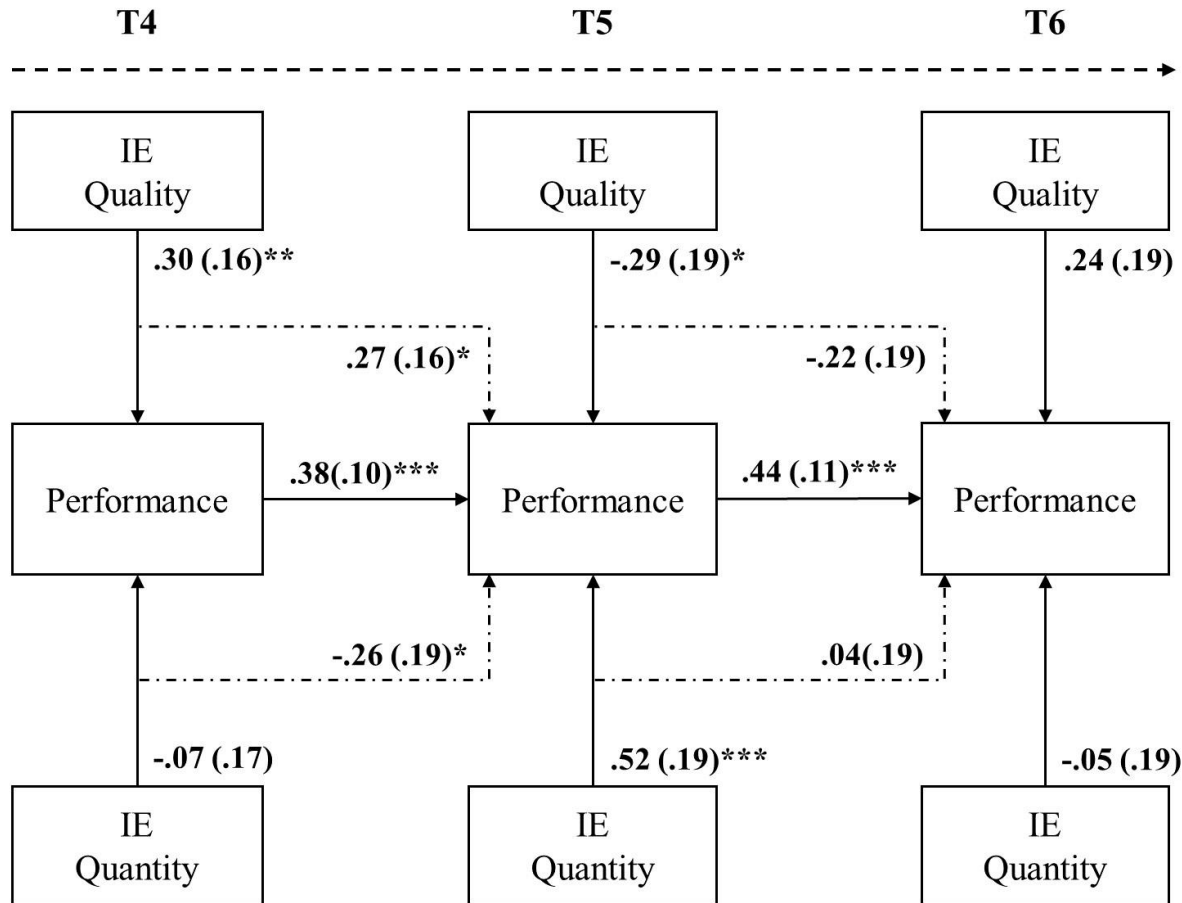 T4 T5 T6
IE IE IE
Quality Quality Quality
.30 (.16)** -.29 (.19)* .24 (.19)
.27 (.16)* -.22 (.19)
.38(.10)*** .44 (.11)***
Performance Performance Performance
-.26 (.19)* .04(.19)
-.07 (.17) .52 (.19)*** -.05 (.19)
IE IE IE
Quantity Quantity Quantity